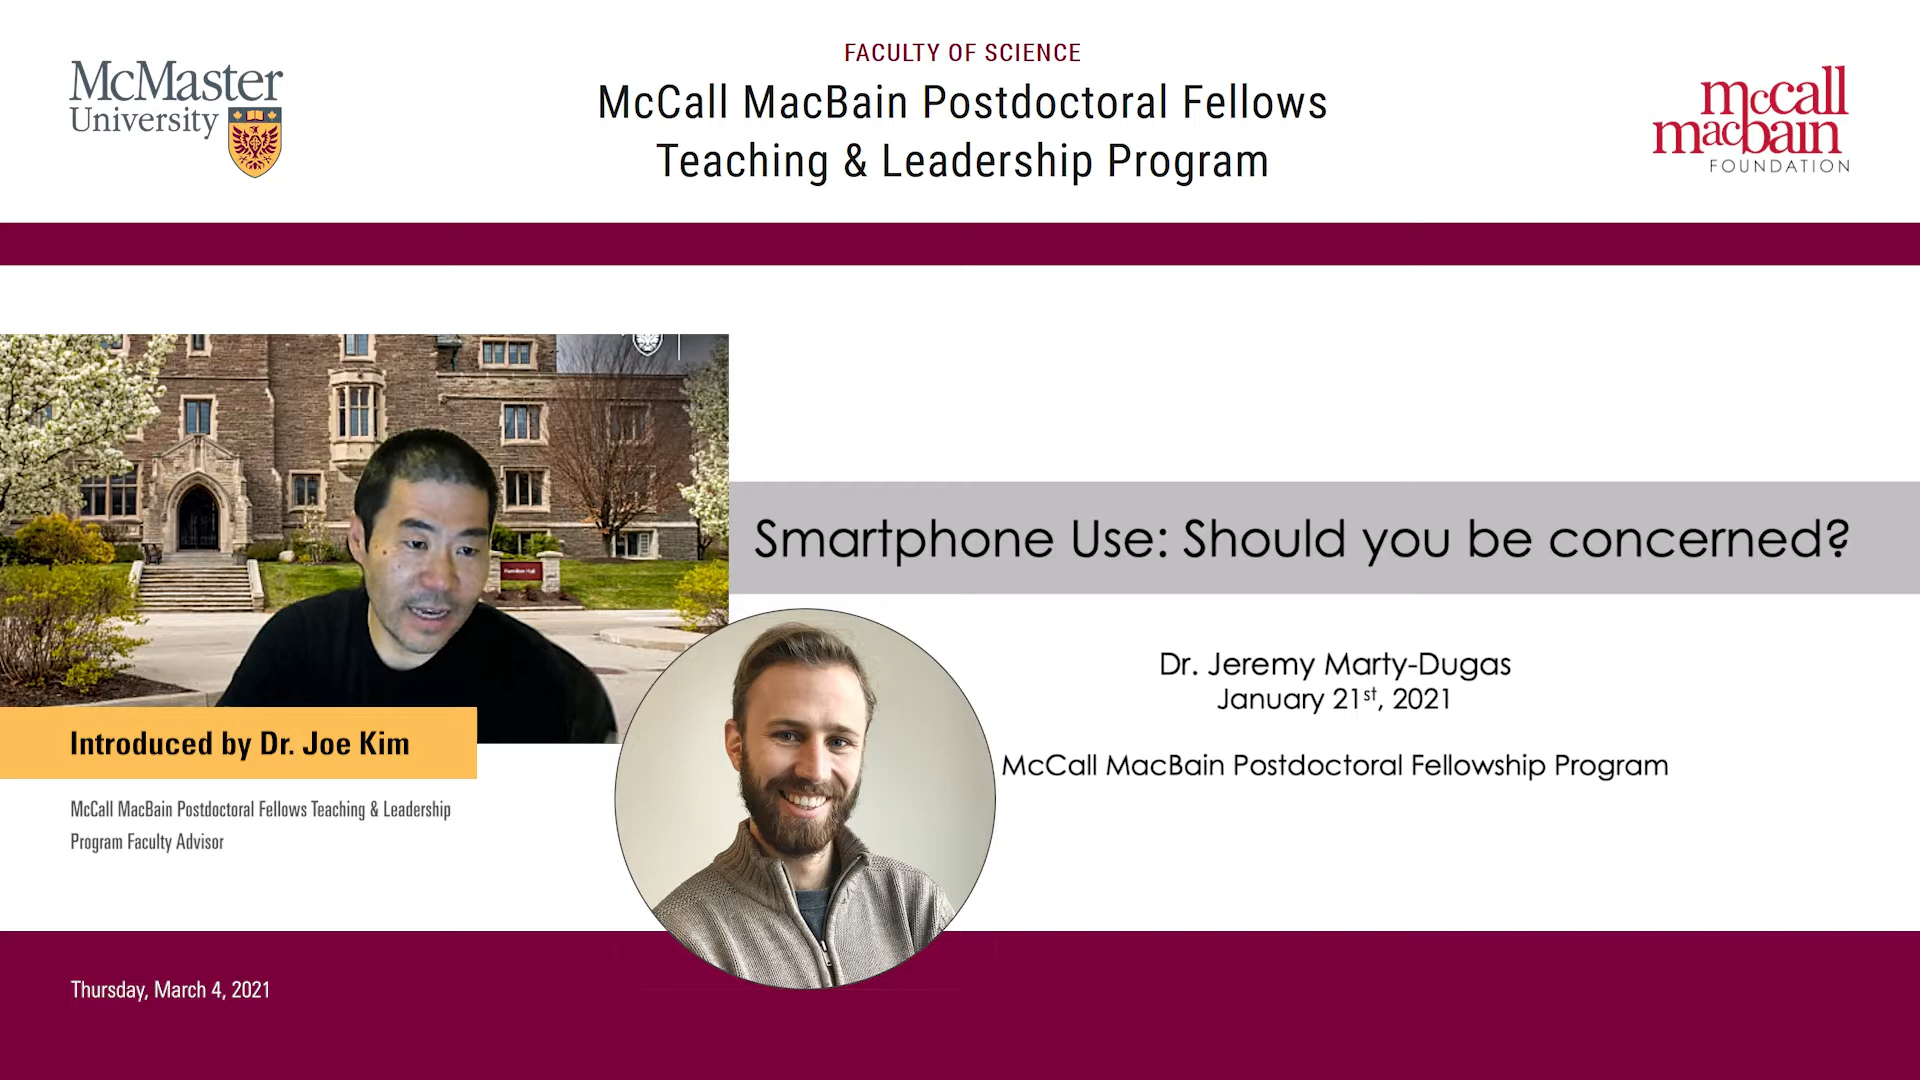 McMaster
University
FACULTY OF SCIENCE
McCall MacBain Postdoctoral Fellows
Teaching & Leadership Program
mccall
macbain
FOUNDATION
Hamilton Hall
Smartphone Use: Should you be concerned?
Dr. Jeremy Marty-Dugas
January 21st, 2021
McCall MacBain Postdoctoral Fellowship Program
Introduced by Dr. Joe Kim
McCall MacBain Postdoctoral Fellows Teaching & Leadership
Program Faculty Advisor
Thursday, March 4, 2021